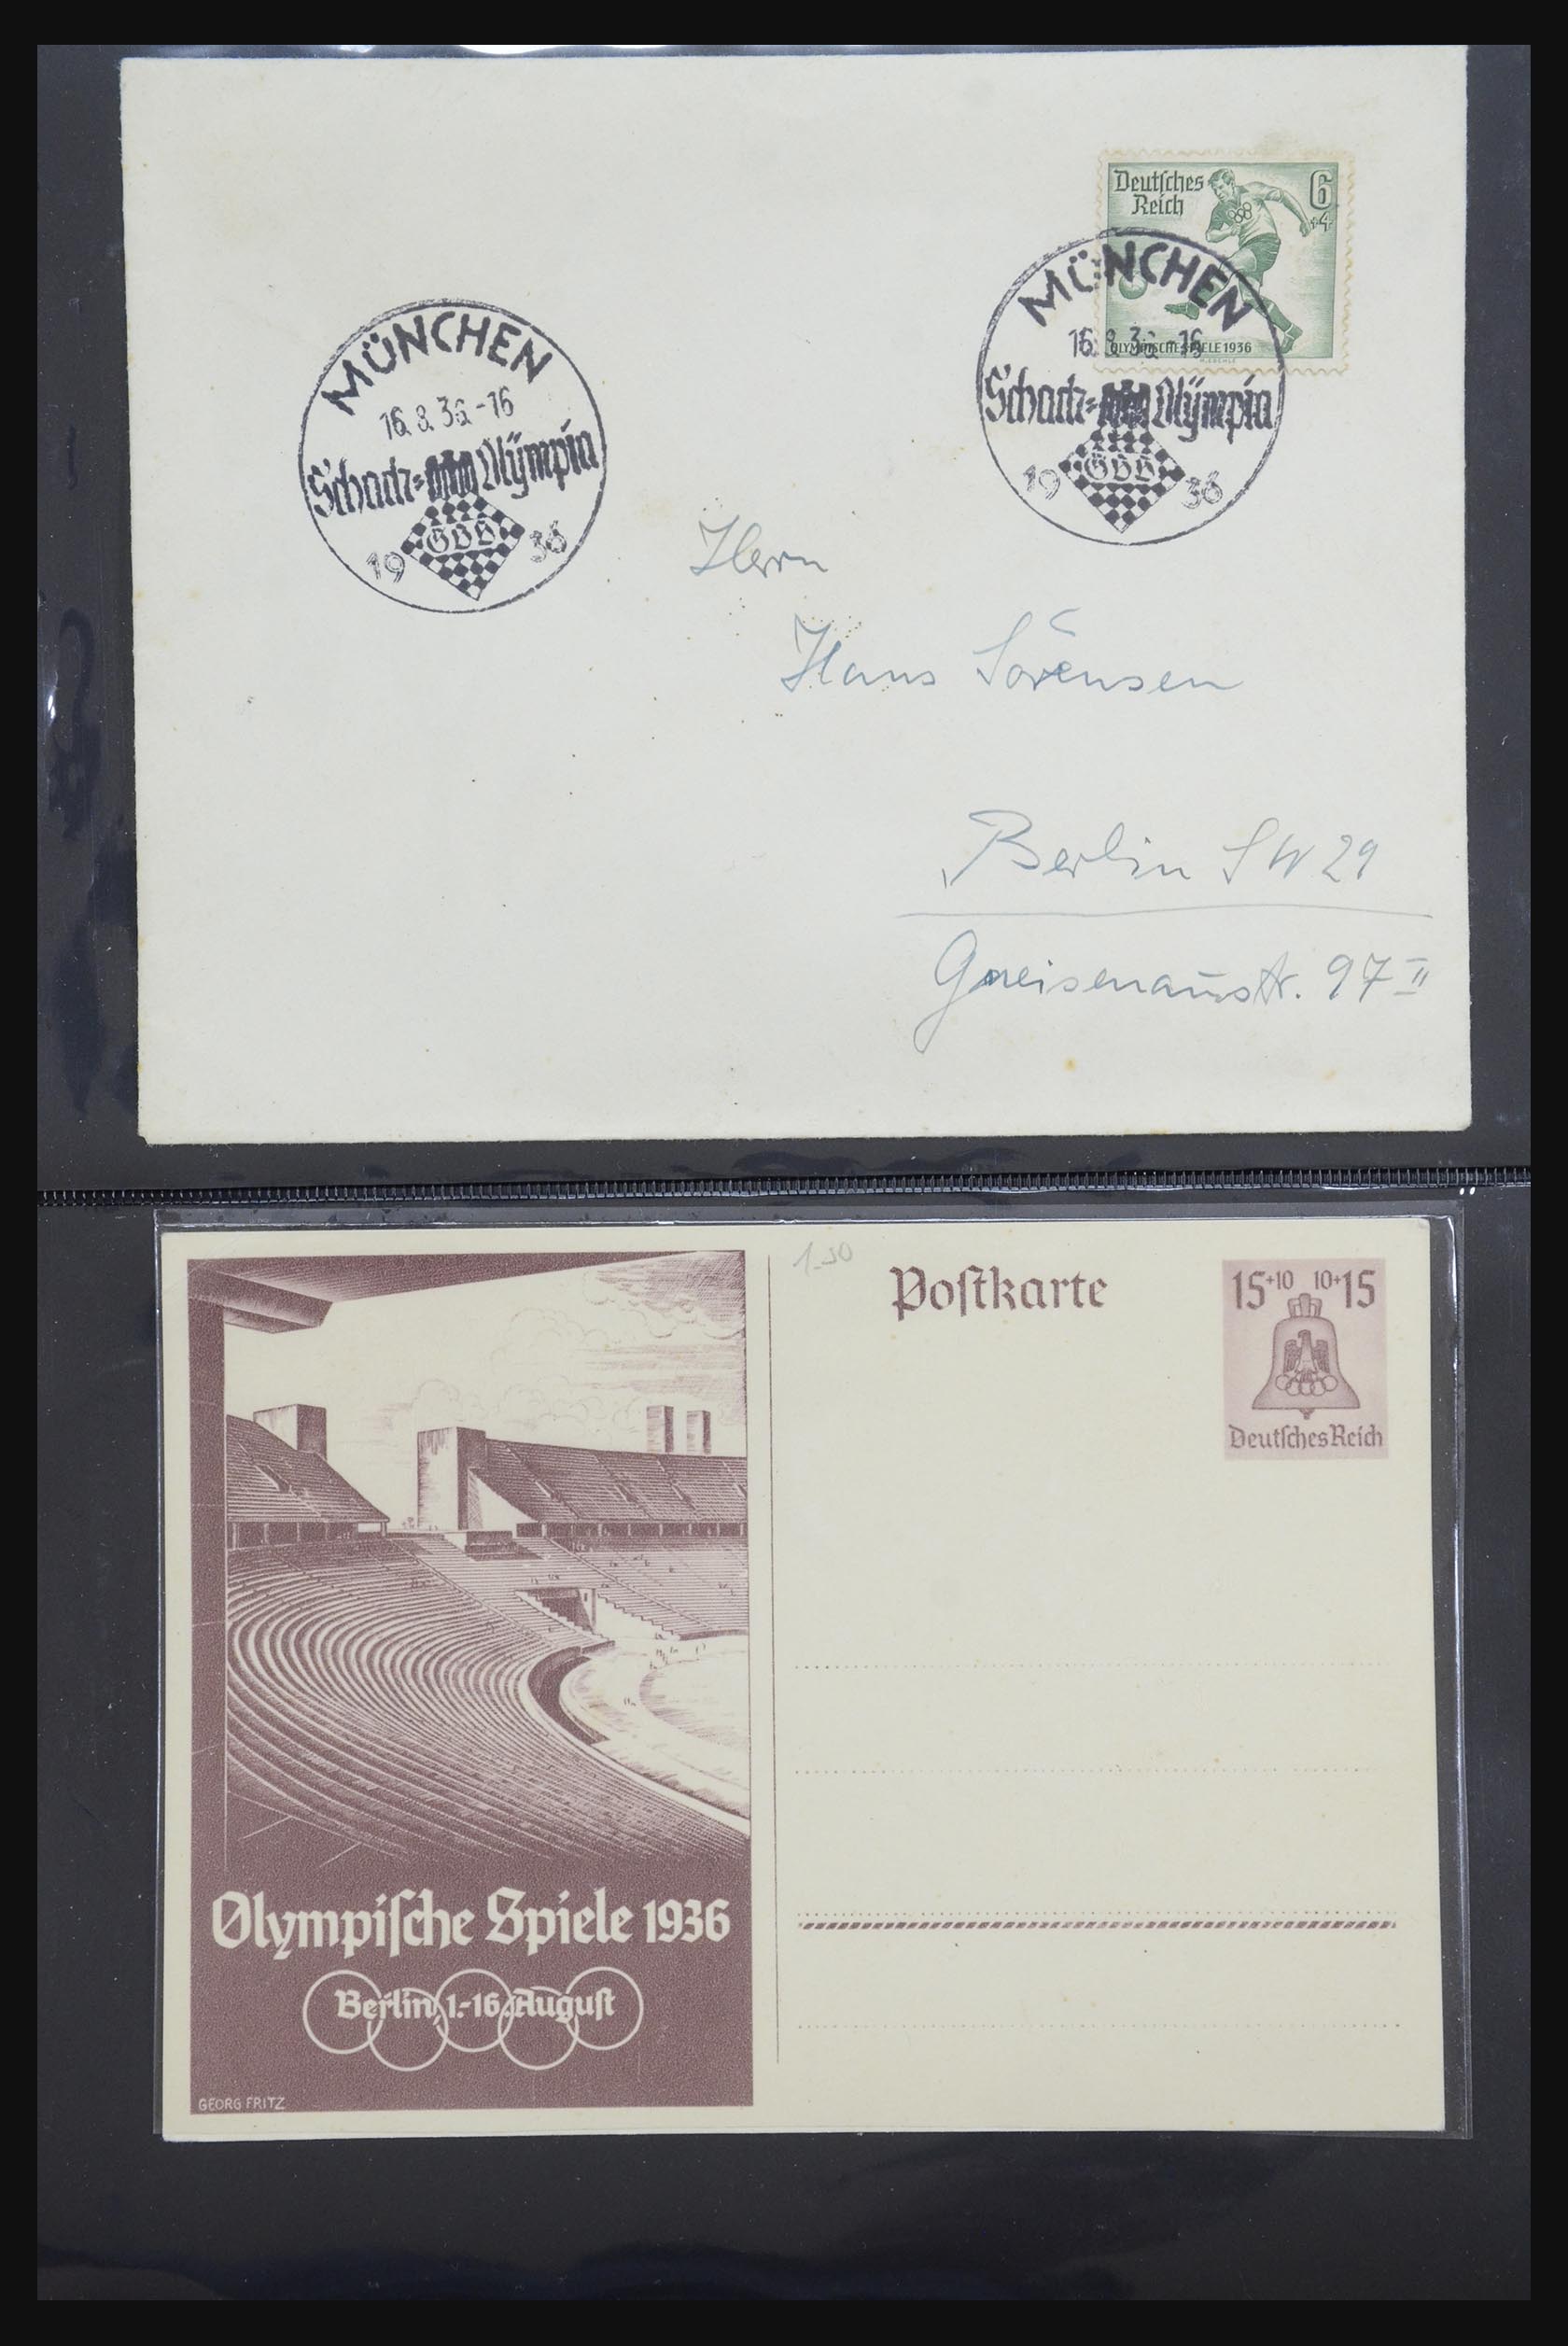 Deutsches
Reich
6
+4
OLYMPISCHE SPIELE 1936
MÜNCHEN
16.8.36-16
Schach-Olympia
GSB
19 36
MÜNCHEN
16.8.36-16
Schach-Olympia
19 36
Herrn
Hans Sörensen
Berlin SW 29
Gneisenaustr. 97 II
1.50
Postkarte
15+10 10+15
Deutsches Reich
Olympische Spiele 1936
Berlin, 1.-16. August
GEORG FRITZ